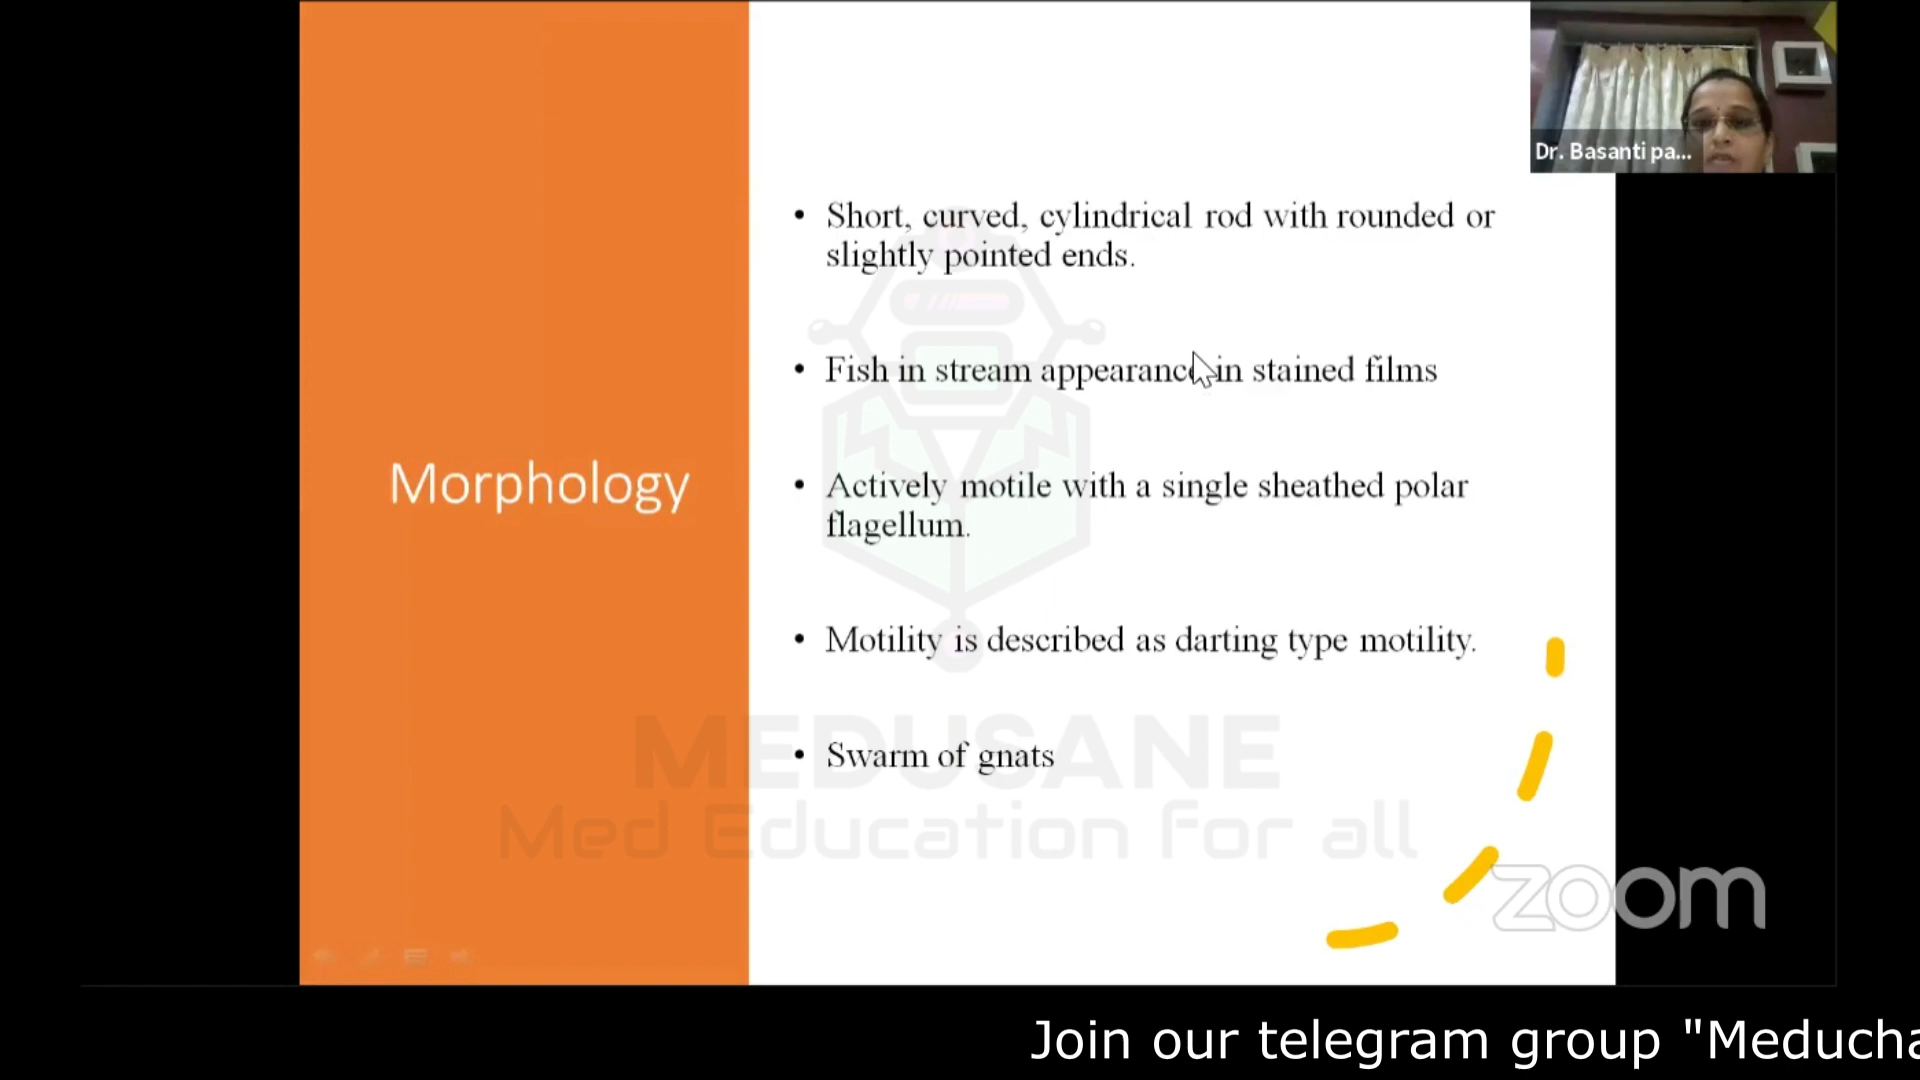 Dr. Basanti pa...
• Short, curved, cylindrical rod with rounded or
slightly pointed ends.
• Fish in stream appearance in stained films
Morphology
• Actively motile with a single sheathed polar
flagellum.
• Motility is described as darting type motility.
• Swarm of gnats
MEDUSANE
Med Education for all
zoom
Join our telegram group "Meducha